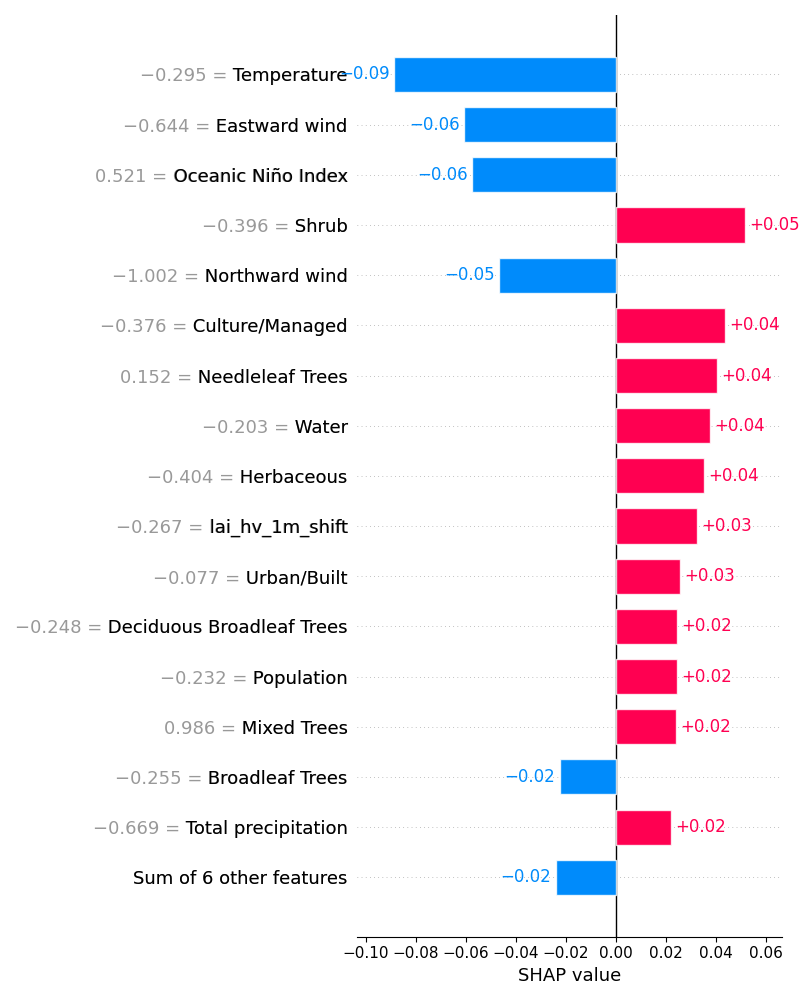 −0.295 = Temperature −0.09
−0.644 = Eastward wind −0.06
0.521 = Oceanic Niño Index −0.06
−0.396 = Shrub +0.05
−1.002 = Northward wind −0.05
−0.376 = Culture/Managed +0.04
0.152 = Needleleaf Trees +0.04
−0.203 = Water +0.04
−0.404 = Herbaceous +0.04
−0.267 = lai_hv_1m_shift +0.03
−0.077 = Urban/Built +0.03
−0.248 = Deciduous Broadleaf Trees +0.02
−0.232 = Population +0.02
0.986 = Mixed Trees +0.02
−0.255 = Broadleaf Trees −0.02
−0.669 = Total precipitation +0.02
Sum of 6 other features −0.02
−0.10 −0.08 −0.06 −0.04 −0.02 0.00 0.02 0.04 0.06
SHAP value